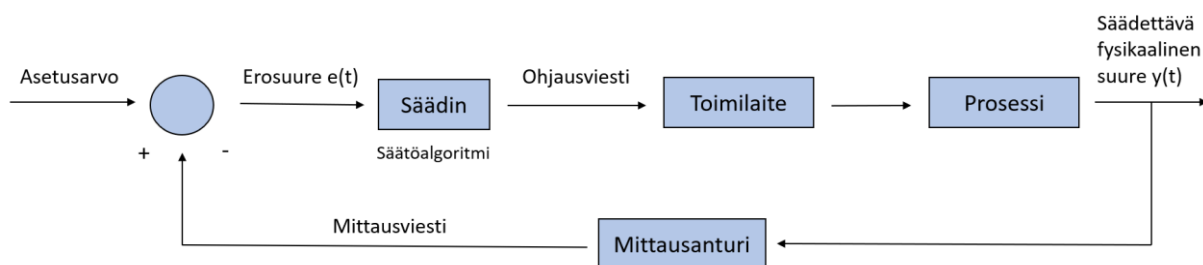 Asetusarvo
Erosuure e(t)
Säädin
Säätöalgoritmi
Ohjausviesti
Toimilaite
Prosessi
Säädettävä
fysikaalinen
suure y(t)
+
-
Mittausviesti
Mittausanturi